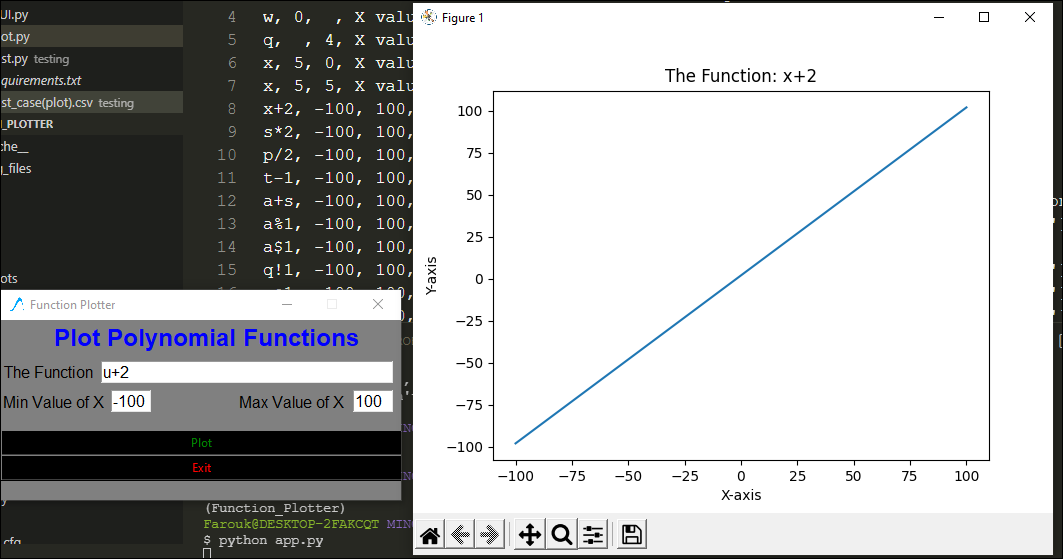 UI.py
ot.py
st.py testing
quirements.txt
st_case(plot).csv testing
_PLOTTER
che__
_files
ots
cfg
4 w, 0, , X valu
5 q, , 4, X valu
6 x, 5, 0, X valu
7 x, 5, 5, X valu
8 x+2, -100, 100,
9 s*2, -100, 100,
10 p/2, -100, 100,
11 t-1, -100, 100,
12 a+s, -100, 100,
13 a%1, -100, 100,
14 a$1, -100, 100,
15 q!1, -100, 100,
Function Plotter
Plot Polynomial Functions
The Function u+2
Min Value of X -100 Max Value of X 100
Plot
Exit
(Function_Plotter)
Farouk@DESKTOP-2FAKCQT MING
$ python app.py
Figure 1
The Function: x+2
100
75
50
25
0
−25
−50
−75
−100
Y-axis
−100 −75 −50 −25 0 25 50 75 100
X-axis